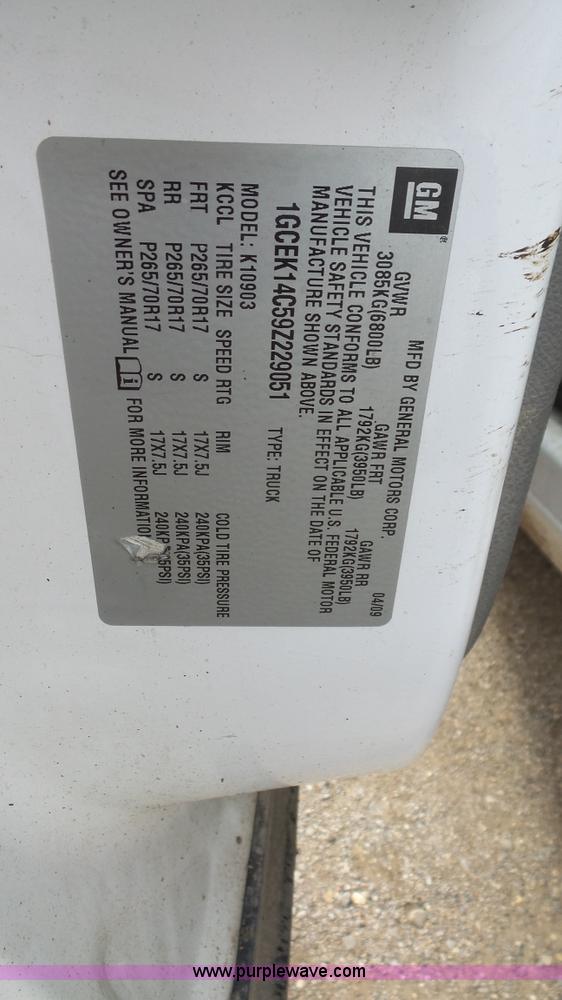 GM
MFD BY GENERAL MOTORS CORP. 04/09
GVWR GAWR FRT GAWR RR
3085KG(6800LB) 1792KG(3950LB) 1792KG(3950LB)
THIS VEHICLE CONFORMS TO ALL APPLICABLE U.S. FEDERAL MOTOR
VEHICLE SAFETY STANDARDS IN EFFECT ON THE DATE OF
MANUFACTURE SHOWN ABOVE.
1GCEK14C59Z229051 TYPE: TRUCK
MODEL: K10903
KCCL TIRE SIZE SPEED RTG RIM COLD TIRE PRESSURE
FRT P265/70R17 S 17X7.5J 240KPA(35PSI)
RR P265/70R17 S 17X7.5J 240KPA(35PSI)
SPA P265/70R17 S 17X7.5J 240KPA(35PSI)
SEE OWNER'S MANUAL FOR MORE INFORMATION
www.purplewave.com